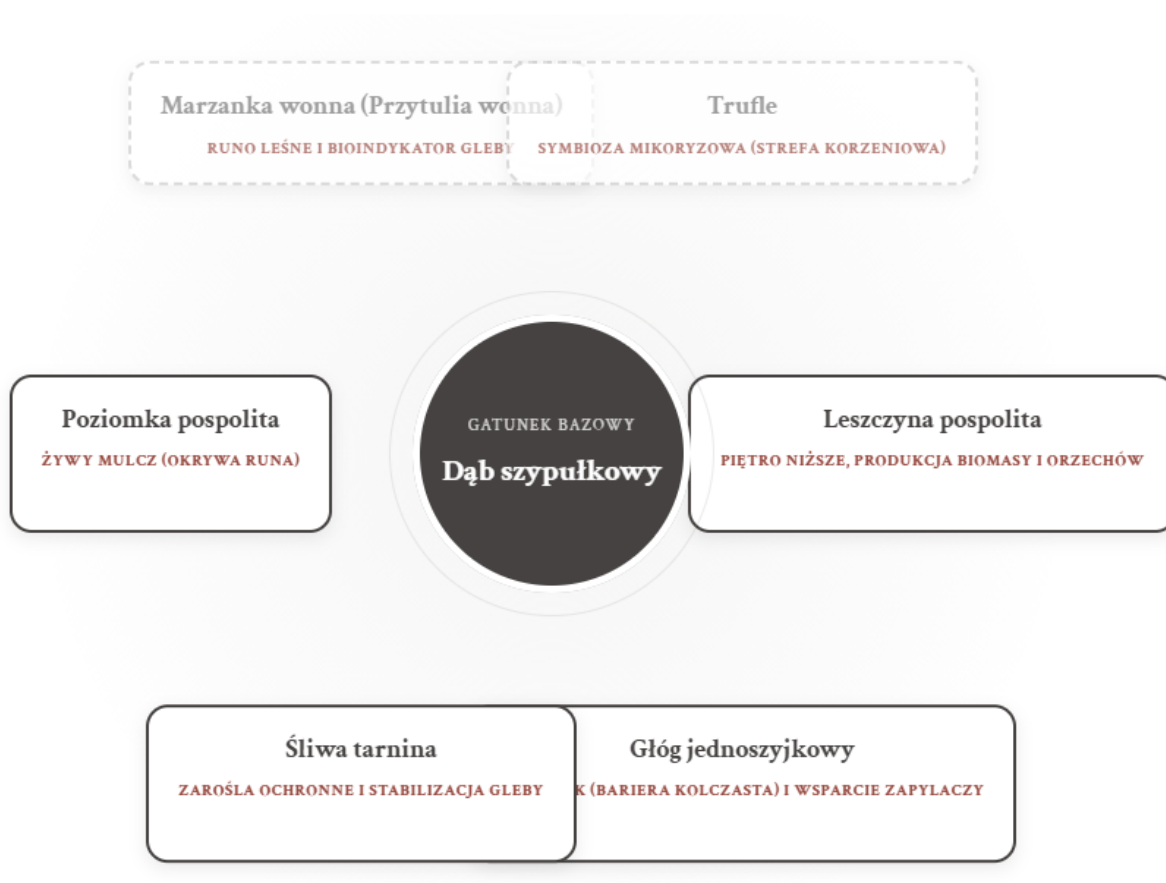 Marzanka wonna (Przytulia wonna)
RUNO LEŚNE I BIOINDYKATOR GLEBY
Trufle
SYMBIOZA MIKORYZOWA (STREFA KORZENIOWA)
Poziomka pospolita
ŻYWY MULCZ (OKRYWA RUNA)
GATUNEK BAZOWY
Dąb szypułkowy
Leszczyna pospolita
PIĘTRO NIŻSZE, PRODUKCJA BIOMASY I ORZECHÓW
Śliwa tarnina
ZAROŚLA OCHRONNE I STABILIZACJA GLEBY
Głóg jednoszyjkowy
(BARIERA KOLCZASTA) I WSPARCIE ZAPYLACZY